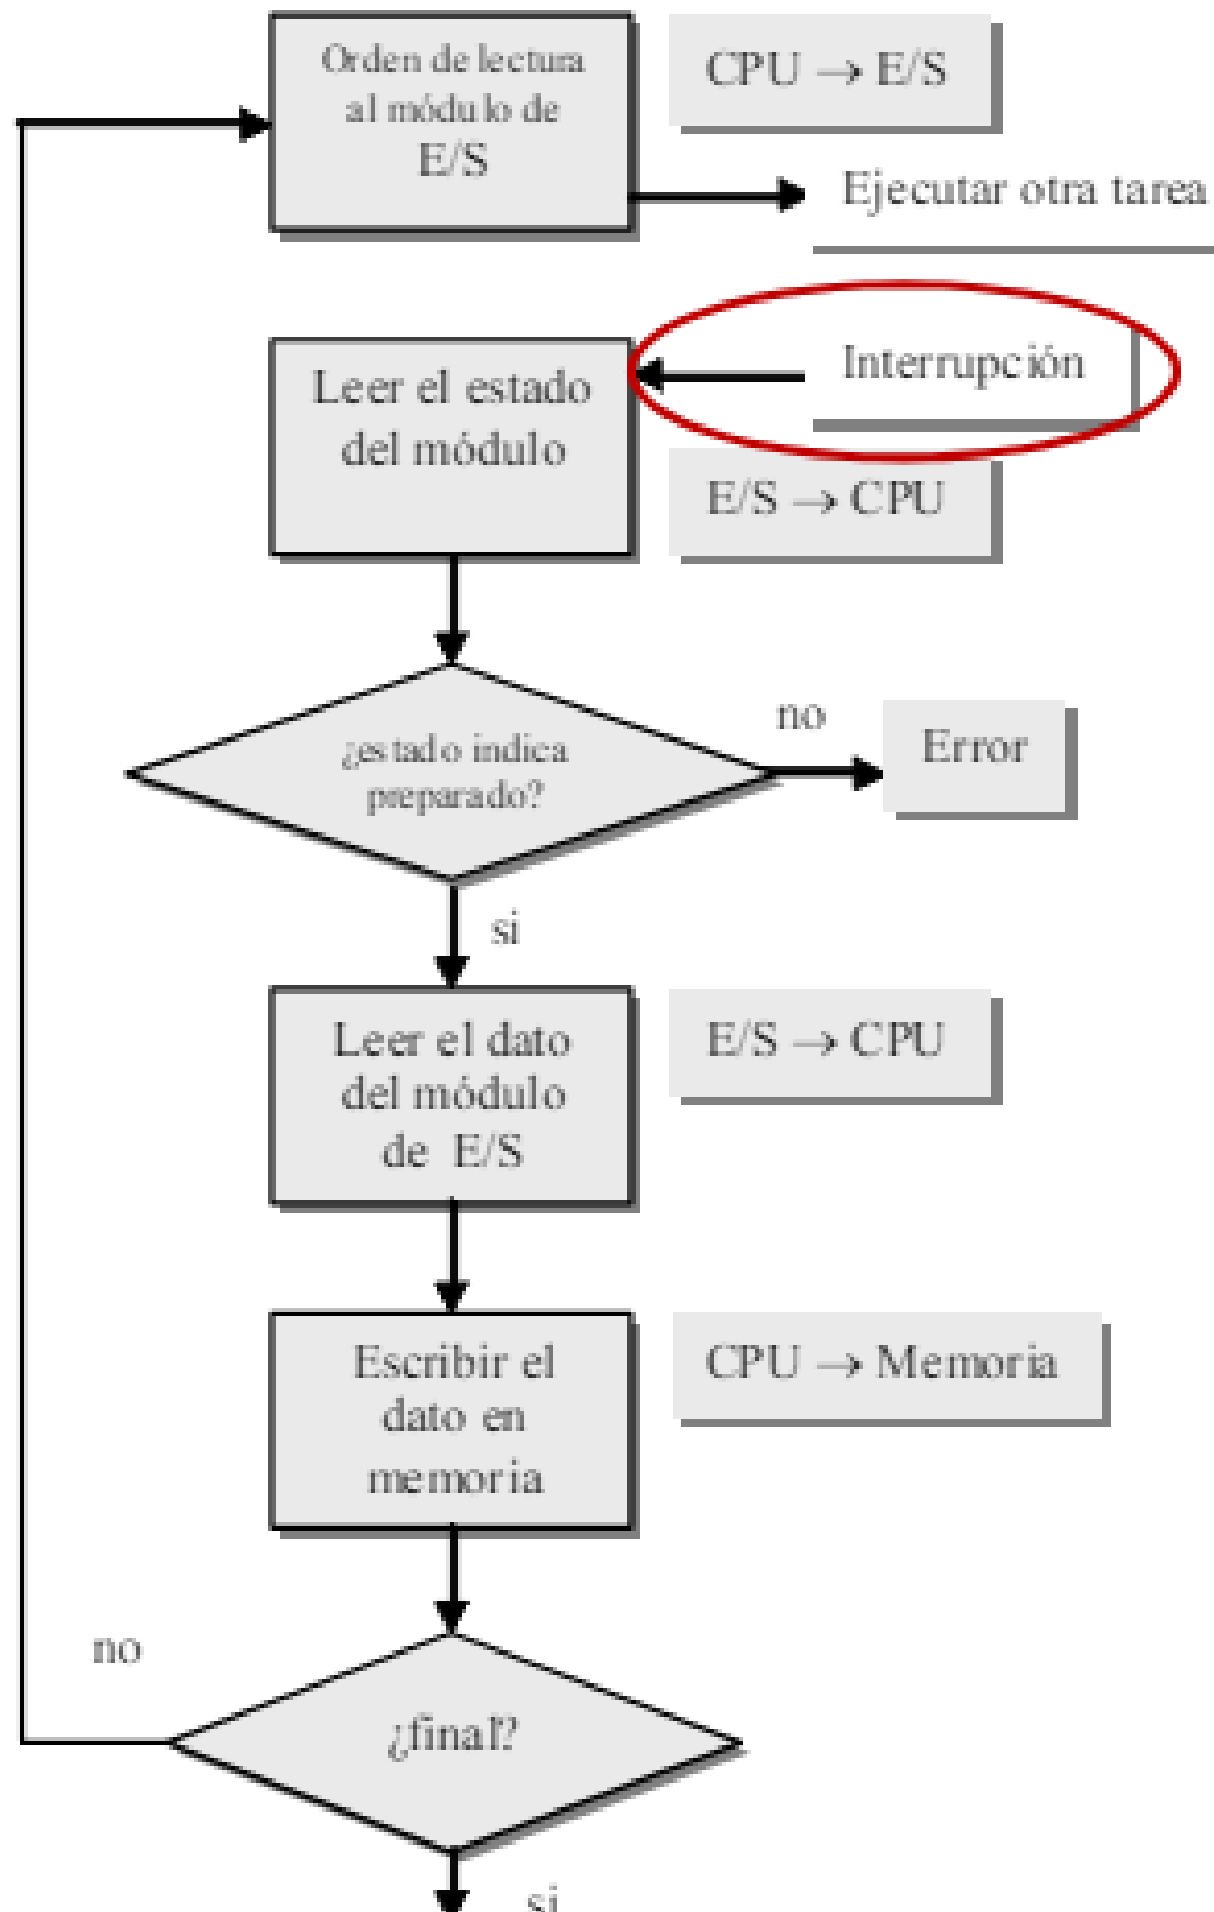 Orden de lectura
al módulo de
E/S
CPU → E/S
Ejecutar otra tarea
Interrupción
Leer el estado
del módulo
E/S → CPU
¿estado indica
preparado?
no
Error
si
Leer el dato
del módulo
de E/S
E/S → CPU
Escribir el
dato en
memoria
CPU → Memoria
no
¿final?
si